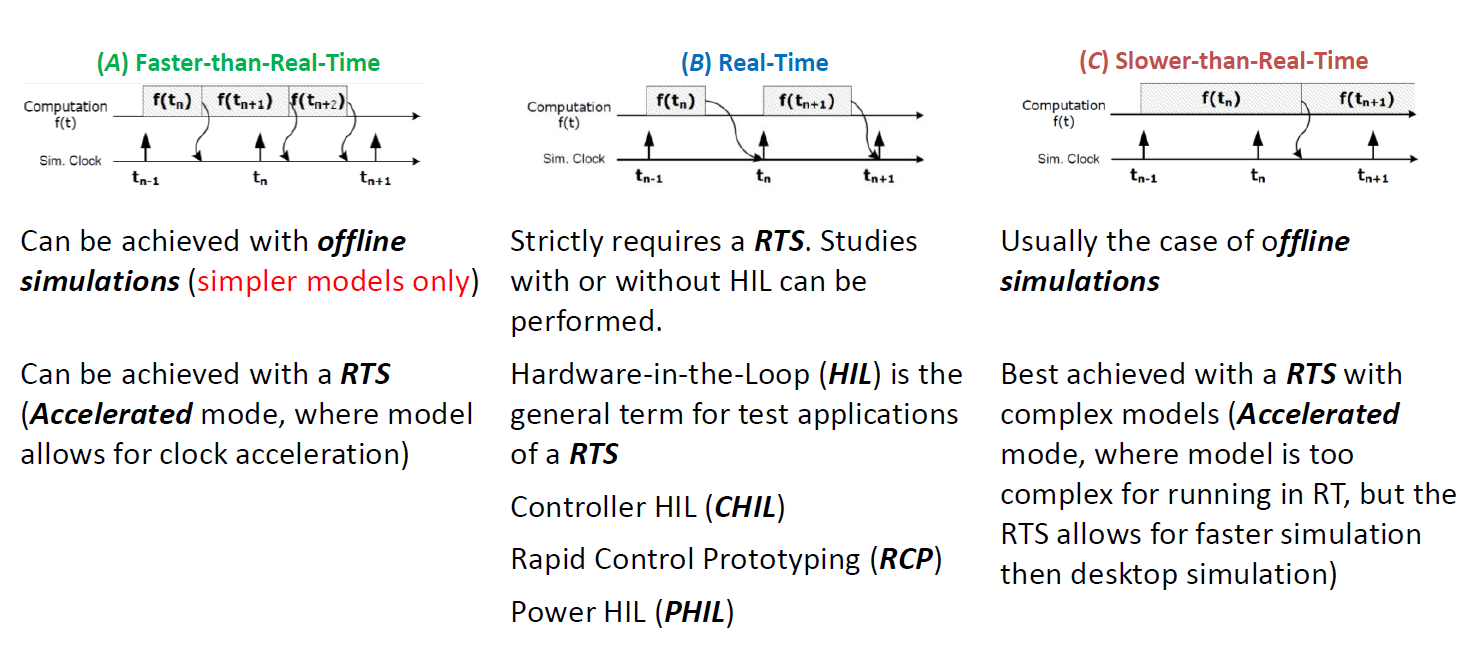 (A) Faster-than-Real-Time
Computation
f(t)
f(tn) f(tn+1) f(tn+2)
Sim. Clock
tn-1 tn tn+1
Can be achieved with offline
simulations (simpler models only)
Can be achieved with a RTS
(Accelerated mode, where model
allows for clock acceleration)
(B) Real-Time
Computation
f(t)
f(tn) f(tn+1)
Sim. Clock
tn-1 tn tn+1
Strictly requires a RTS. Studies
with or without HIL can be
performed.
Hardware-in-the-Loop (HIL) is the
general term for test applications
of a RTS
Controller HIL (CHIL)
Rapid Control Prototyping (RCP)
Power HIL (PHIL)
(C) Slower-than-Real-Time
Computation
f(t)
f(tn) f(tn+1)
Sim. Clock
tn-1 tn tn+1
Usually the case of offline
simulations
Best achieved with a RTS with
complex models (Accelerated
mode, where model is too
complex for running in RT, but the
RTS allows for faster simulation
then desktop simulation)